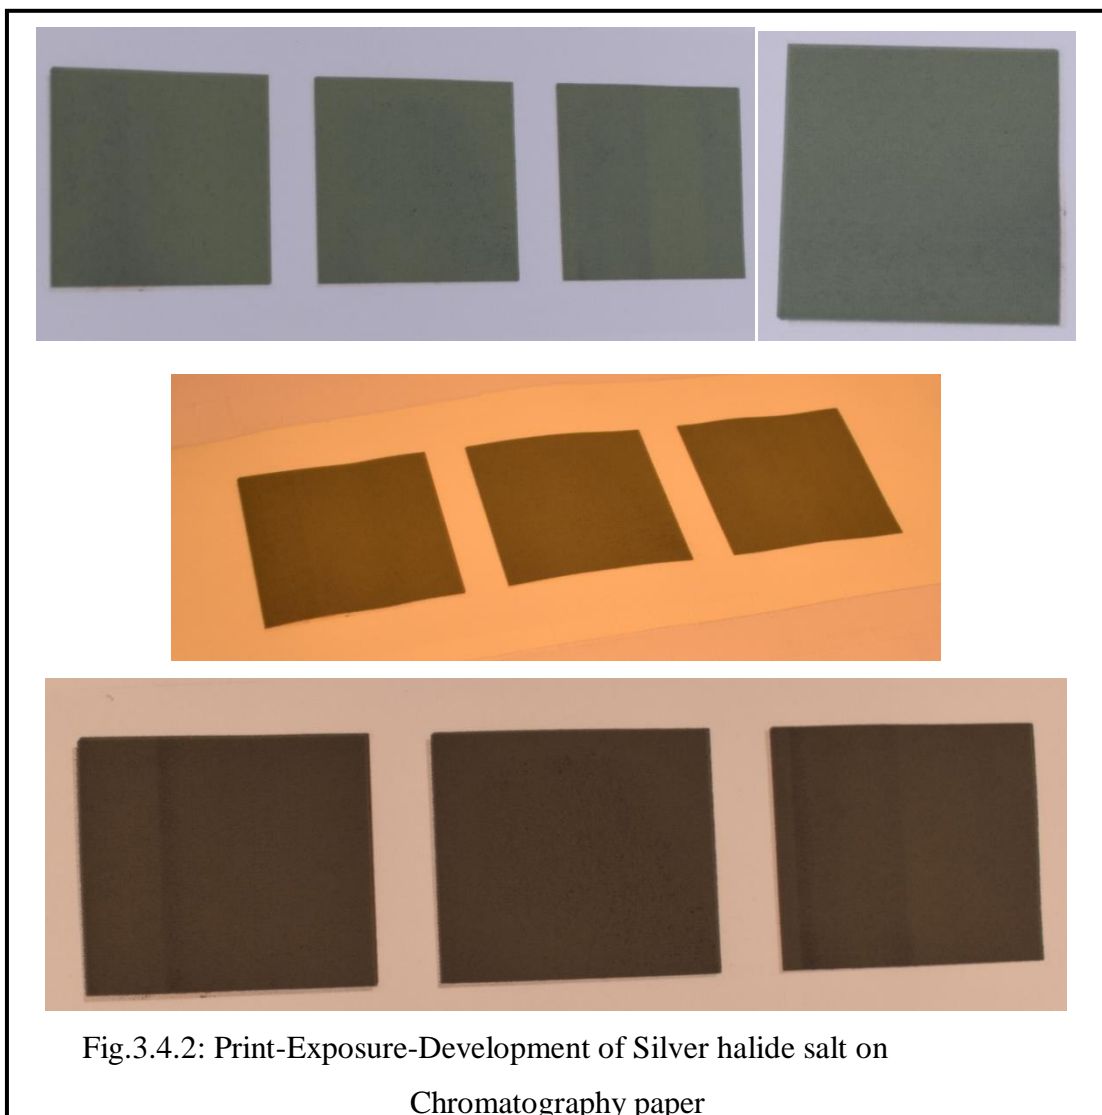 Fig.3.4.2: Print-Exposure-Development of Silver halide salt on
Chromatography paper